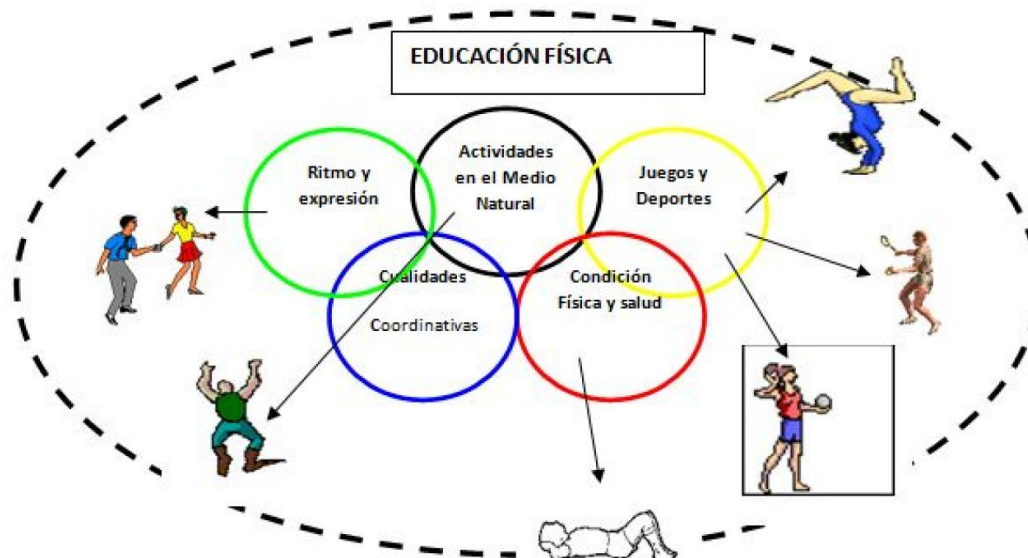 EDUCACIÓN FÍSICA
Ritmo y
expresión
Actividades
en el Medio
Natural
Juegos y
Deportes
Cualidades
Coordinativas
Condición
Física y salud